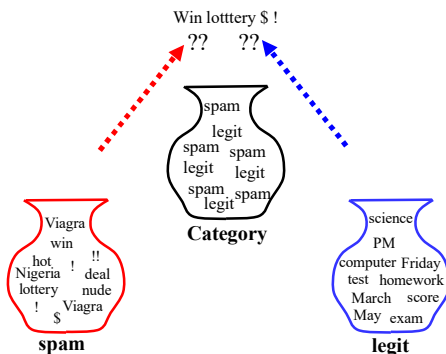 Win lotttery $ !
?? ??
spam
legit
spam spam
legit legit
spam spam
legit
Category
Viagra
win
hot ! !!
Nigeria deal
lottery nude
! Viagra
$
spam
science
PM
computer Friday
test homework
March score
May exam
legit